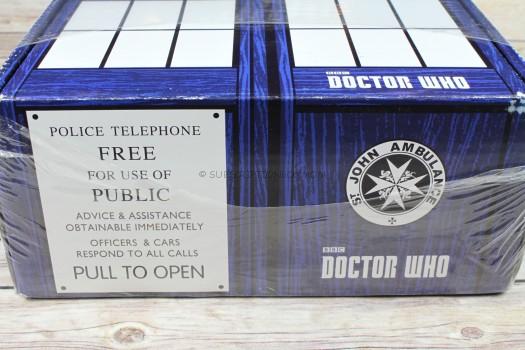 BBC
DOCTOR WHO
POLICE TELEPHONE
FREE
FOR USE OF
PUBLIC
ADVICE & ASSISTANCE
OBTAINABLE IMMEDIATELY
OFFICERS & CARS
RESPOND TO ALL CALLS
PULL TO OPEN
ST JOHN AMBULANCE
BBC
DOCTOR WHO